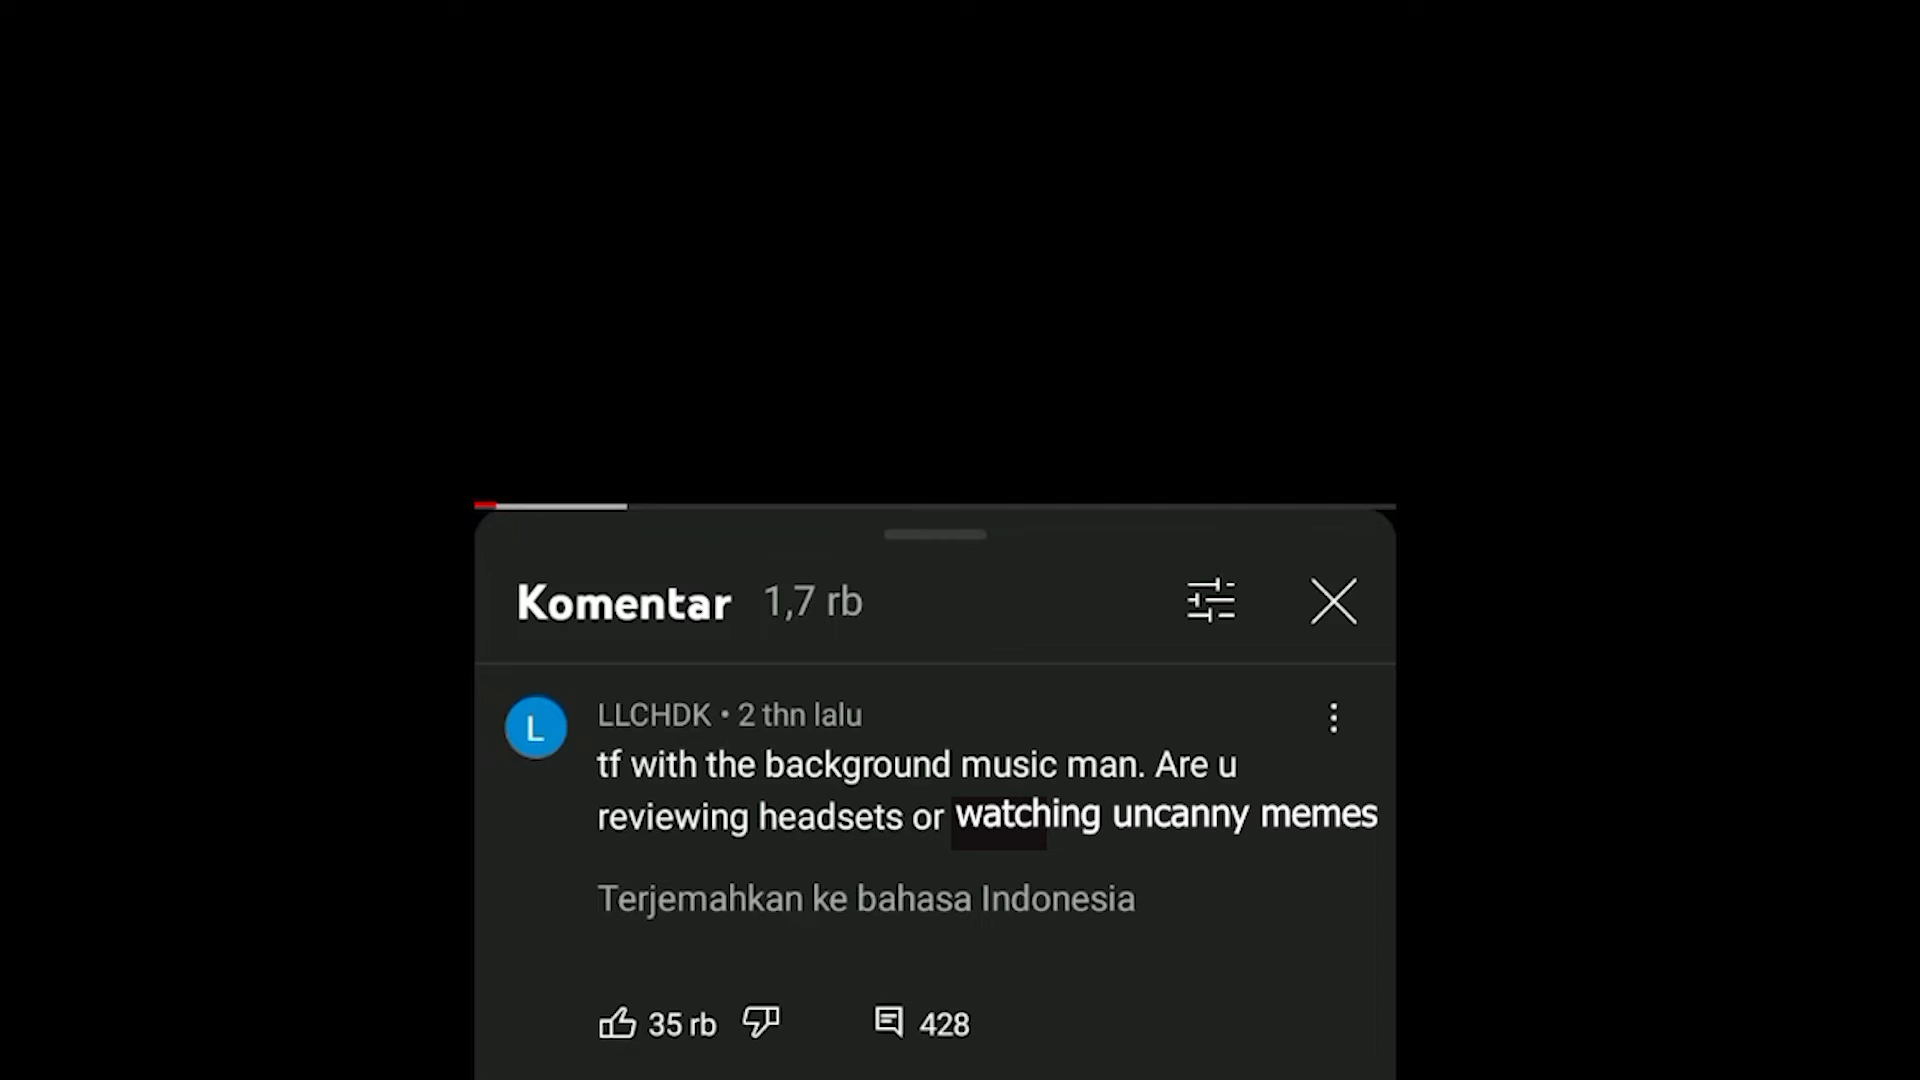 Komentar 1,7 rb
L
LLCHDK • 2 thn lalu
tf with the background music man. Are u
reviewing headsets or watching uncanny memes
Terjemahkan ke bahasa Indonesia
35 rb 428